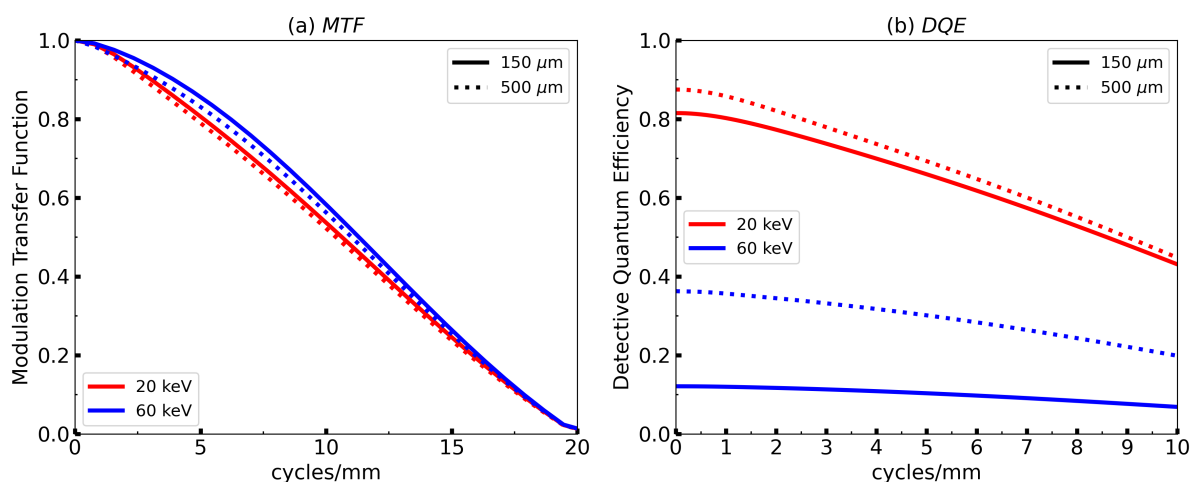 (a) MTF
Modulation Transfer Function
1.0
0.8
0.6
0.4
0.2
0.0
150 μm
500 μm
20 keV
60 keV
0 5 10 15 20
cycles/mm
(b) DQE
Detective Quantum Efficiency
1.0
0.8
0.6
0.4
0.2
0.0
150 μm
500 μm
20 keV
60 keV
0 1 2 3 4 5 6 7 8 9 10
cycles/mm